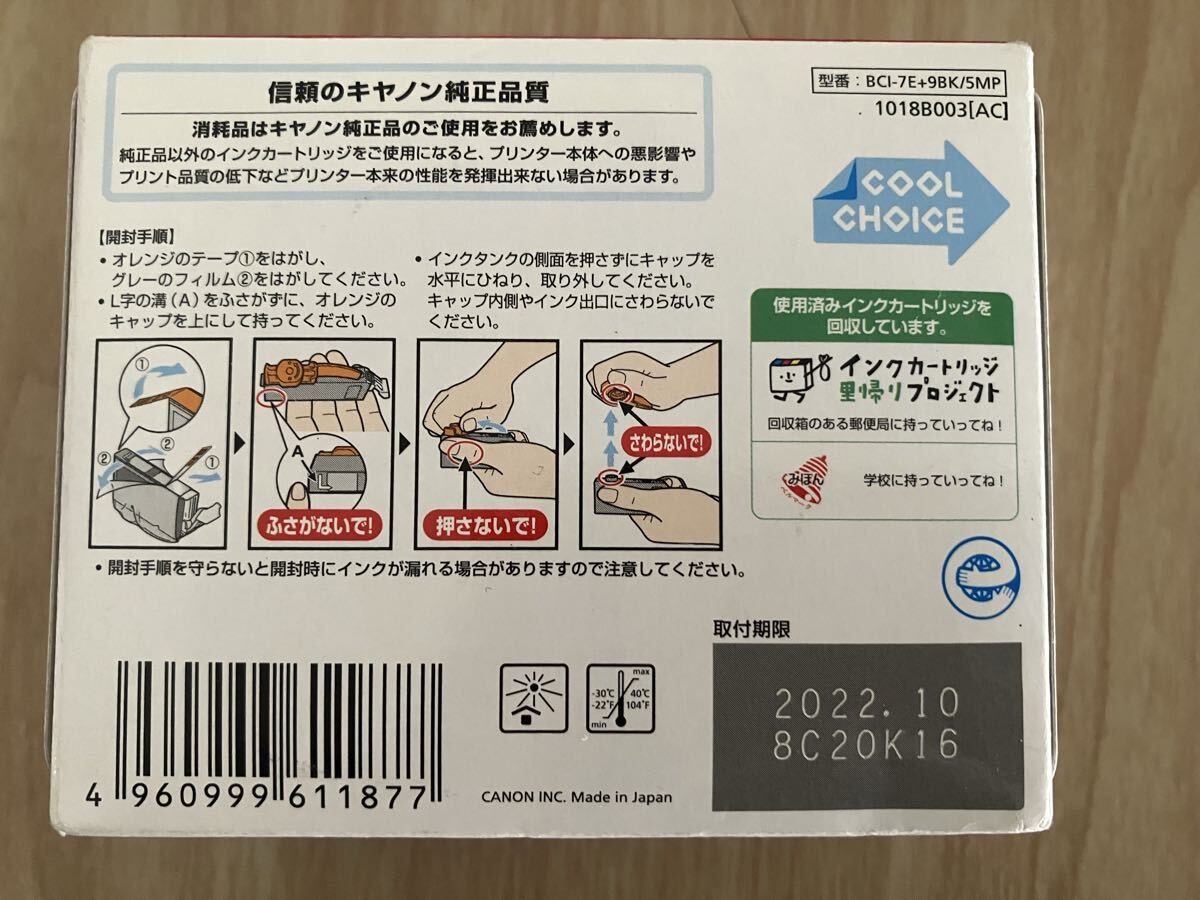 信頼のキヤノン純正品質
消耗品はキヤノン純正品のご使用をお薦めします。
純正品以外のインクカートリッジをご使用になると、プリンター本体への悪影響や
プリント品質の低下などプリンター本来の性能を発揮出来ない場合があります。
型番：BCI-7E+9BK/5MP
1018B003[AC]
COOL
CHOICE
【開封手順】
・オレンジのテープ①をはがし、
グレーのフィルム②をはがしてください。
・L字の溝（A）をふさがずに、オレンジの
キャップを上にして持ってください。
・インクタンクの側面を押さずにキャップを
水平にひねり、取り外してください。
キャップ内側やインク出口にさわらないで
ください。
①
②
②
①
A
ふさがないで!
押さないで!
さわらないで!
・開封手順を守らないと開封時にインクが漏れる場合がありますので注意してください。
使用済みインクカートリッジを
回収しています。
インクカートリッジ
里帰りプロジェクト
回収箱のある郵便局に持っていってね！
みほん
ベルマーク
学校に持っていってね！
取付期限
2022.10
8C20K16
-30℃
-22°F
min
max
40℃
104°F
4 960999 611877
CANON INC. Made in Japan